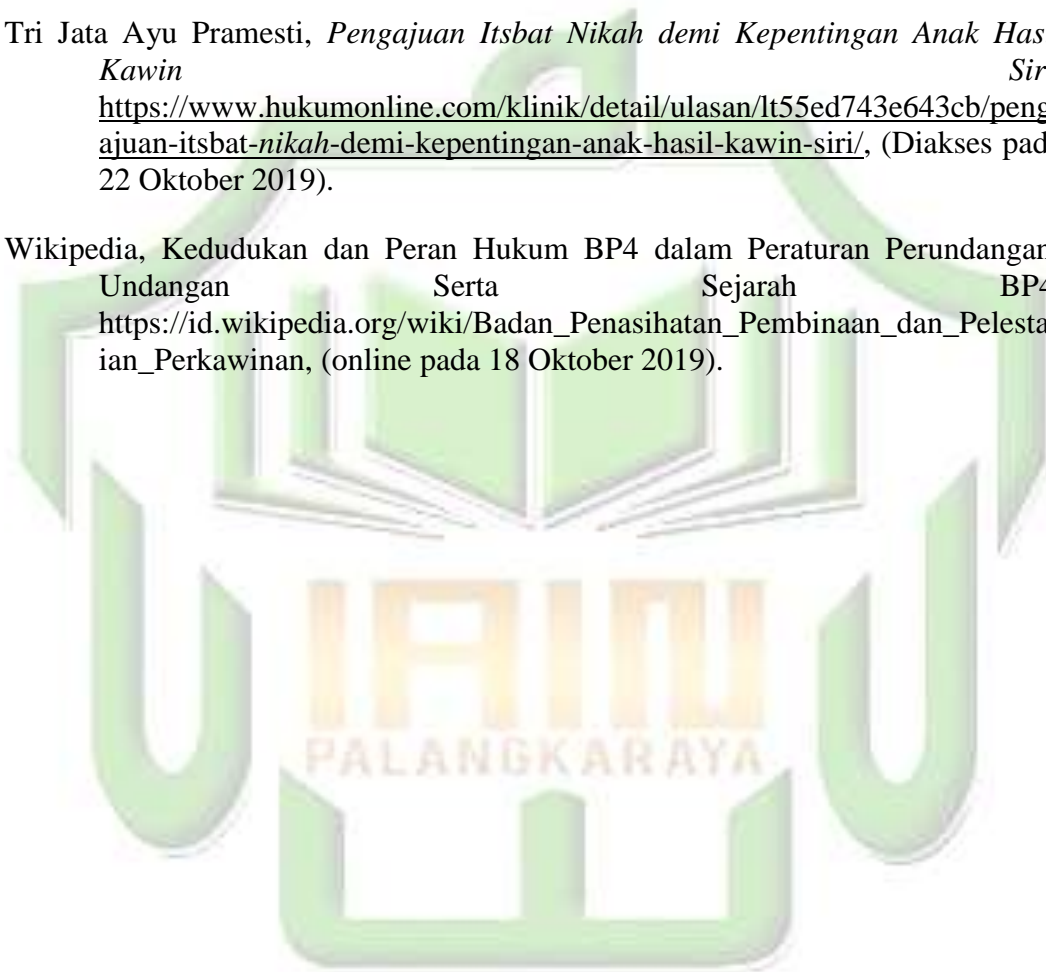 Tri Jata Ayu Pramesti, Pengajuan Itsbat Nikah demi Kepentingan Anak Has
Kawin Sir
https://www.hukumonline.com/klinik/detail/ulasan/lt55ed743e643cb/peng
ajuan-itsbat-nikah-demi-kepentingan-anak-hasil-kawin-siri/, (Diakses pad
22 Oktober 2019).
Wikipedia, Kedudukan dan Peran Hukum BP4 dalam Peraturan Perundangan
Undangan Serta Sejarah BP4
https://id.wikipedia.org/wiki/Badan_Penasihatan_Pembinaan_dan_Pelesta
ian_Perkawinan, (online pada 18 Oktober 2019).
IAIN
PALANGKARAYA